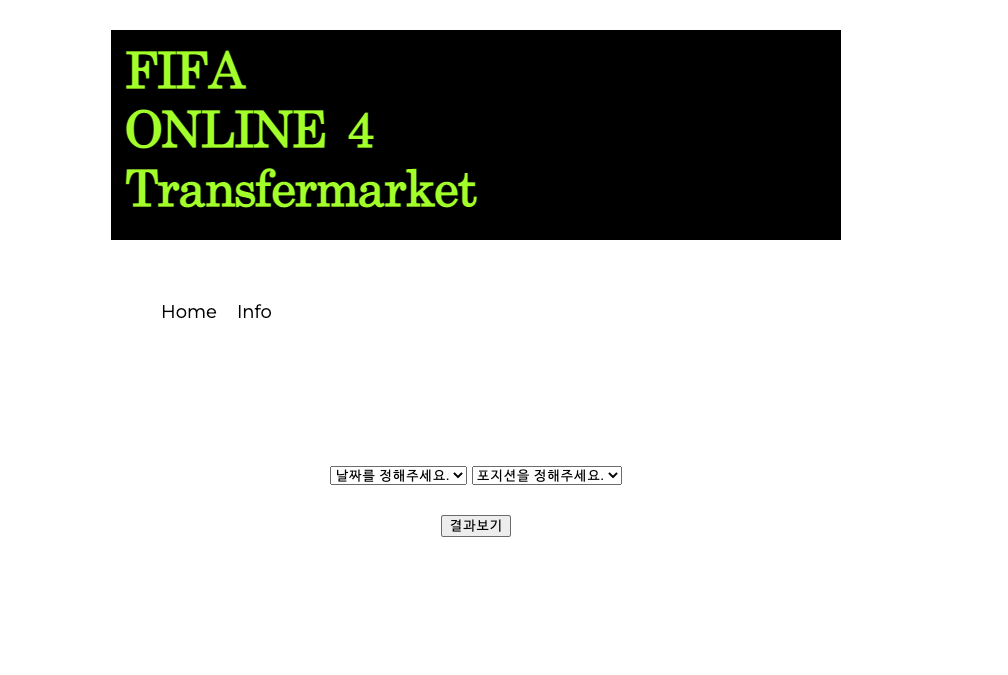 FIFA
ONLINE 4
Transfermarket
Home Info
날짜를 정해주세요. 포지션을 정해주세요.
결과보기